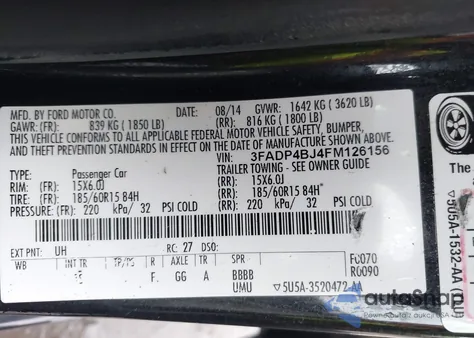 MFD. BY FORD MOTOR CO.
DATE: 08/14 GVWR: 1642 KG ( 3620 LB)
GAWR: (FR): 839 KG ( 1850 LB) (RR): 816 KG ( 1800 LB)
THIS VEHICLE CONFORMS TO ALL APPLICABLE FEDERAL MOTOR VEHICLE SAFETY, BUMPER,
AND THEFT PREVENTION STANDARDS IN EFFECT ON THE DATE OF MANUFACTURE SHOWN ABOVE.
VIN: 3FADP4BJ4FM126156
TYPE: Passenger Car TRAILER TOWING - SEE OWNER GUIDE
RIM: (FR): 15X6.0J (RR): 15X6.0J
TIRE: (FR): 185/60R15 84H (RR): 185/60R15 84H
PRESSURE: (FR): 220 kPa/ 32 PSI COLD (RR): 220 kPa/ 32 PSI COLD
EXT PNT: UH RC: 27 DSO: F0070
WB INT TR TP/PS R AXLE TR SPR R0090
F. GG A BBBB
UMU 5U5A-3520472-AA
The
5U5A-1532-AA
autoSnap